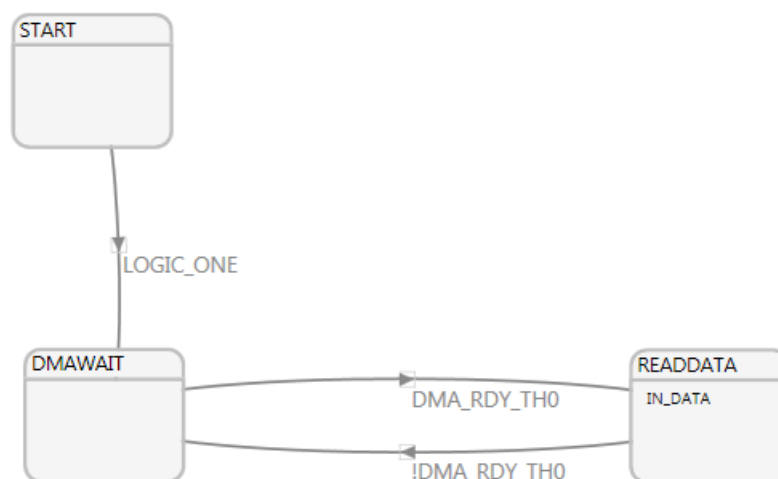 START
LOGIC_ONE
DMAWAIT
READDATA
IN_DATA
DMA_RDY_TH0
!DMA_RDY_TH0